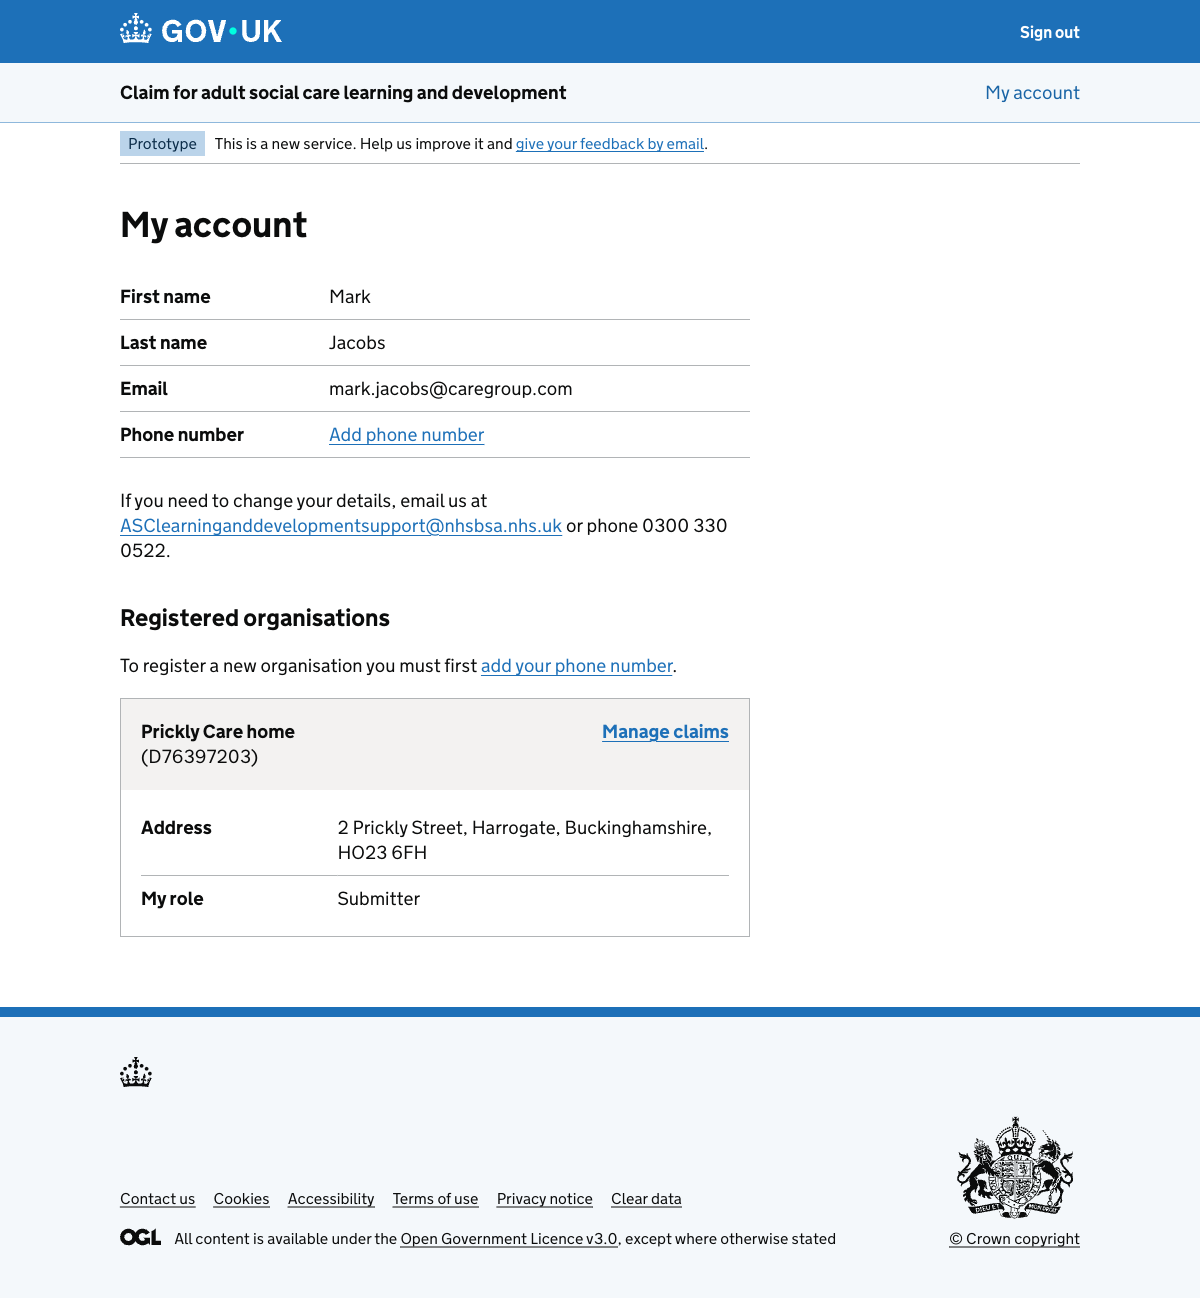 GOV·UK
Sign out
Claim for adult social care learning and development
My account
Prototype
This is a new service. Help us improve it and give your feedback by email.
My account
First name
Mark
Last name
Jacobs
Email
mark.jacobs@caregroup.com
Phone number
Add phone number
If you need to change your details, email us at
ASClearninganddevelopmentsupport@nhsbsa.nhs.uk or phone 0300 330
0522.
Registered organisations
To register a new organisation you must first add your phone number.
Prickly Care home
(D76397203)
Manage claims
Address
2 Prickly Street, Harrogate, Buckinghamshire,
HO23 6FH
My role
Submitter
Contact us
Cookies
Accessibility
Terms of use
Privacy notice
Clear data
OGL
All content is available under the Open Government Licence v3.0, except where otherwise stated
© Crown copyright